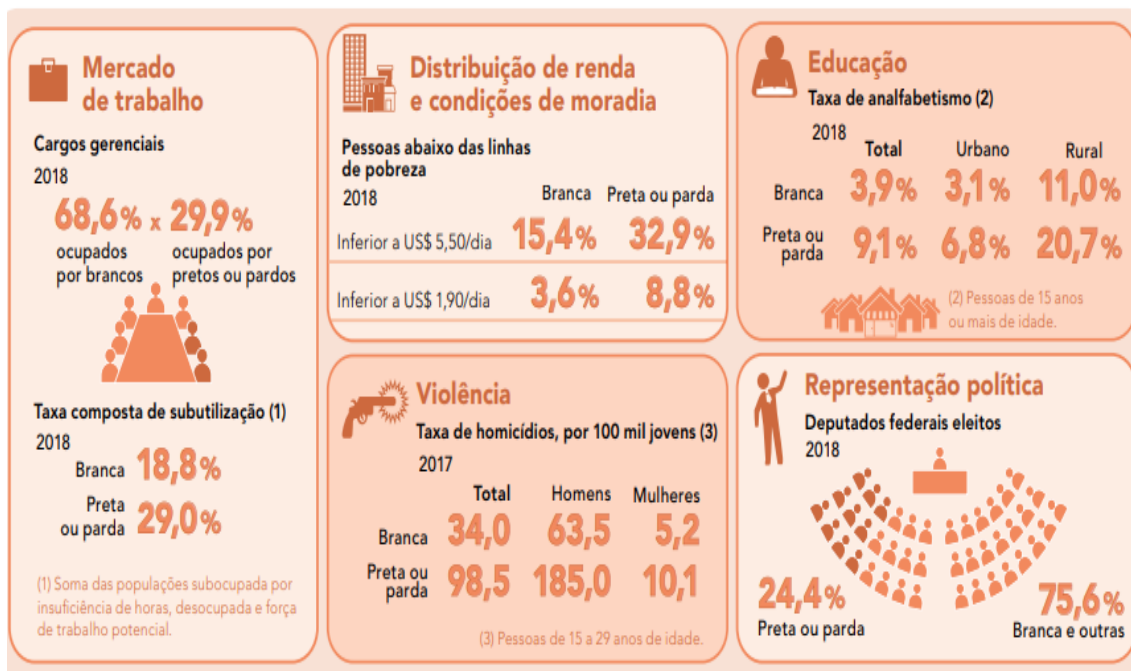 Mercado
de trabalho
Cargos gerenciais
2018
68,6% x 29,9%
ocupados por brancos
ocupados por pretos ou pardos
Taxa composta de subutilização (1)
2018
Branca 18,8%
Preta ou parda 29,0%
(1) Soma das populações subocupada por
insuficiência de horas, desocupada e força
de trabalho potencial.
Distribuição de renda
e condições de moradia
Pessoas abaixo das linhas
de pobreza
2018
Branca Preta ou parda
Inferior a US$ 5,50/dia 15,4% 32,9%
Inferior a US$ 1,90/dia 3,6% 8,8%
Educação
Taxa de analfabetismo (2)
2018
Total Urbano Rural
Branca 3,9% 3,1% 11,0%
Preta ou parda 9,1% 6,8% 20,7%
(2) Pessoas de 15 anos
ou mais de idade.
Violência
Taxa de homicídios, por 100 mil jovens (3)
2017
Total Homens Mulheres
Branca 34,0 63,5 5,2
Preta ou parda 98,5 185,0 10,1
(3) Pessoas de 15 a 29 anos de idade.
Representação política
Deputados federais eleitos
2018
24,4%
Preta ou parda
75,6%
Branca e outras